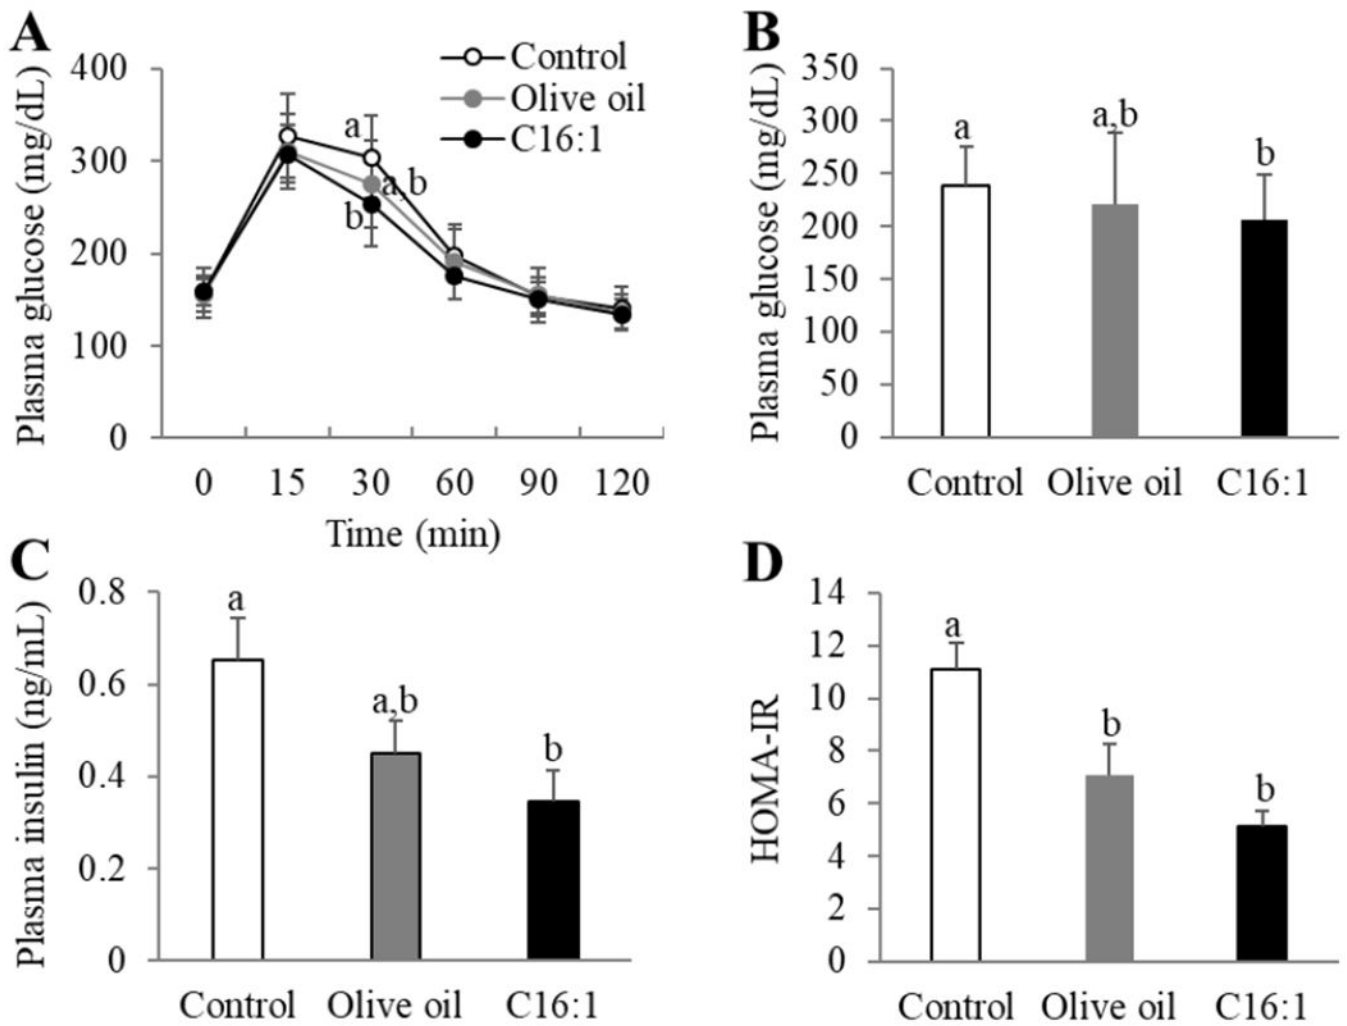 A
Plasma glucose (mg/dL)
400
300
200
100
0
Control
Olive oil
C16:1
a
a,b
b
0 15 30 60 90 120
Time (min)
B
Plasma glucose (mg/dL)
350
300
250
200
150
100
50
0
a
a,b
b
Control Olive oil C16:1
C
Plasma insulin (ng/mL)
0.8
0.6
0.4
0.2
0
a
a,b
b
Control Olive oil C16:1
D
HOMA-IR
14
12
10
8
6
4
2
0
a
b
b
Control Olive oil C16:1